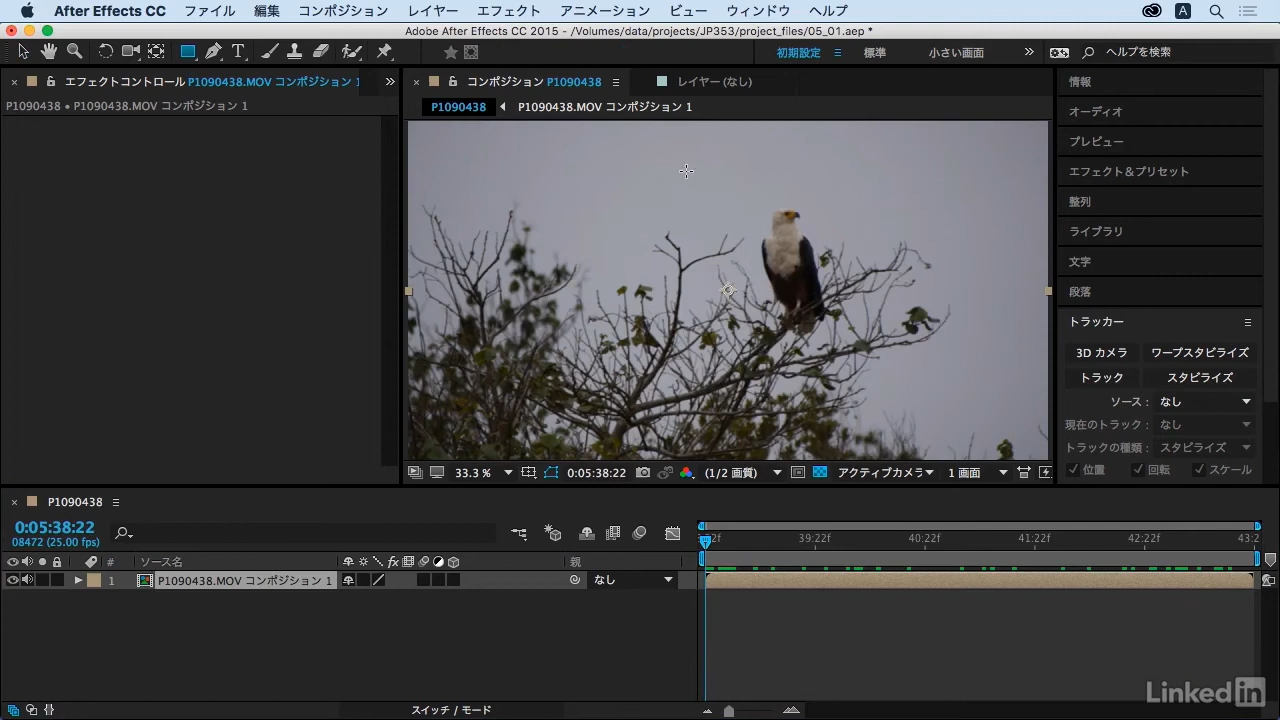 After Effects CC ファイル 編集 コンポジション レイヤー エフェクト アニメーション ビュー ウィンドウ ヘルプ A
Adobe After Effects CC 2015 - /Volumes/data/projects/JP353/project_files/05_01.aep *
T 初期設定 標準 小さい画面 ヘルプを検索
エフェクトコントロール P1090438.MOV コンポジション 1
P1090438 • P1090438.MOV コンポジション 1
コンポジション P1090438 レイヤー (なし)
P1090438 P1090438.MOV コンポジション 1
情報
オーディオ
プレビュー
エフェクト＆プリセット
整列
ライブラリ
文字
段落
トラッカー
3D カメラ ワープスタビライズ
トラック スタビライズ
ソース : なし
現在のトラック : なし
トラックの種類 : スタビライズ
位置 回転 スケール
33.3 % 0:05:38:22 (1/2 画質) アクティブカメラ 1 画面
P1090438
0:05:38:22
08472 (25.00 fps)
39:22f 40:22f 41:22f 42:22f 43:2
# ソース名 fx 親
1 P1090438.MOV コンポジション 1 なし
スイッチ / モード
Linked in